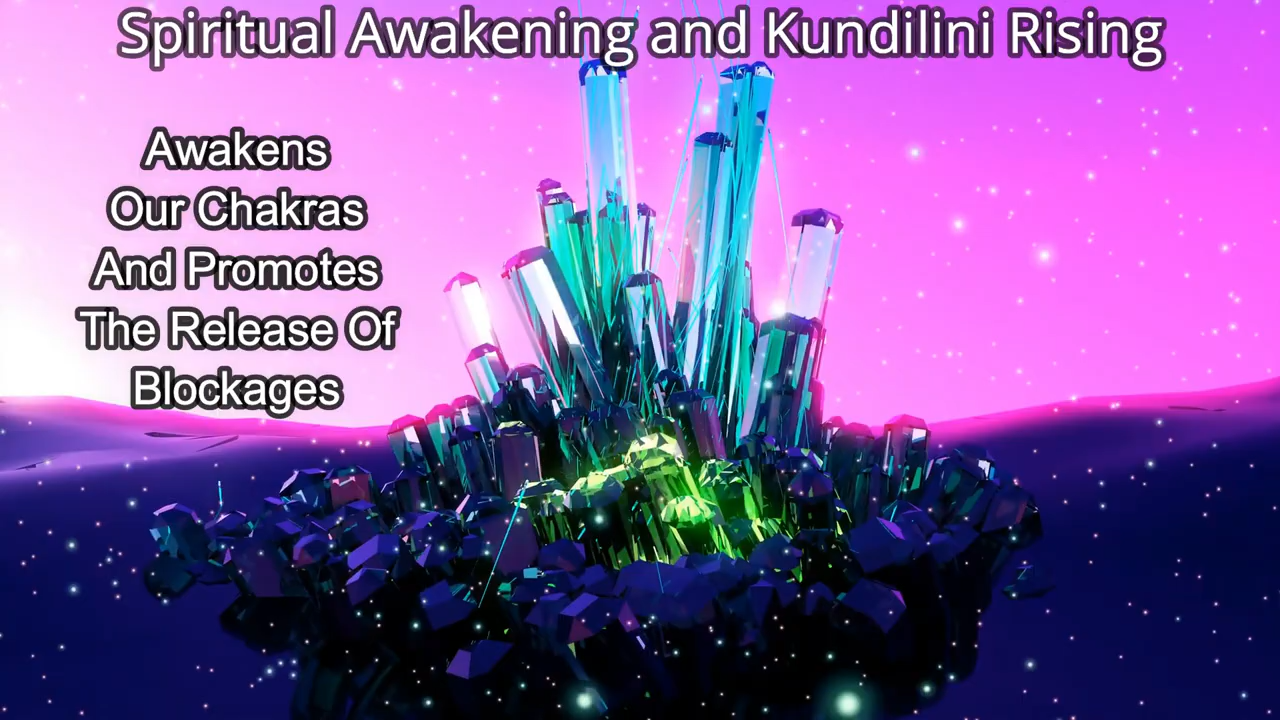 Spiritual Awakening and Kundilini Rising
Awakens
Our Chakras
And Promotes
The Release Of
Blockages